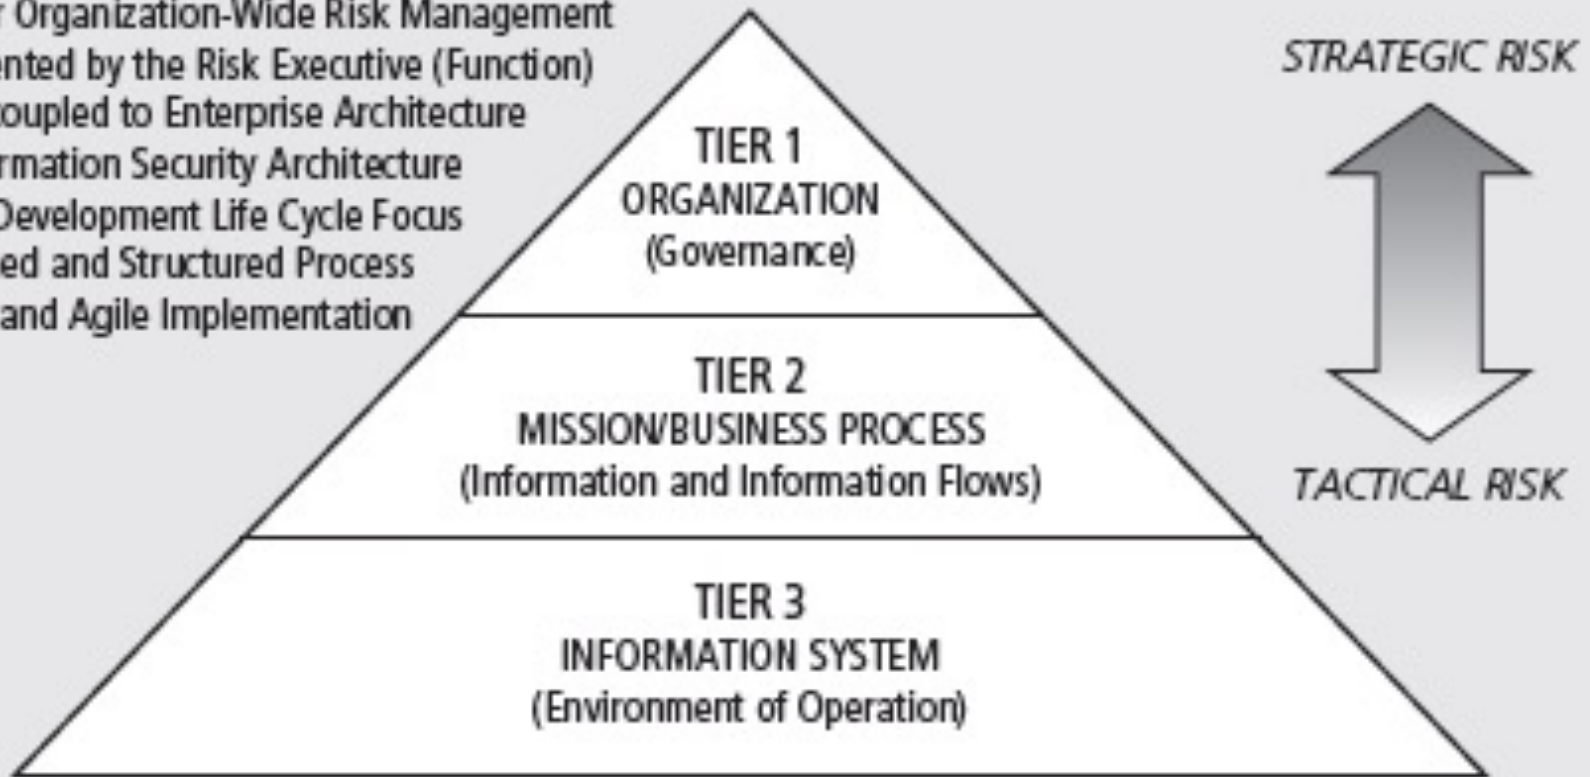 Organization-Wide Risk Management
ented by the Risk Executive (Function)
coupled to Enterprise Architecture
rmation Security Architecture
Development Life Cycle Focus
ed and Structured Process
and Agile Implementation
TIER 1
ORGANIZATION
(Governance)
TIER 2
MISSION/BUSINESS PROCESS
(Information and Information Flows)
TIER 3
INFORMATION SYSTEM
(Environment of Operation)
STRATEGIC RISK
TACTICAL RISK